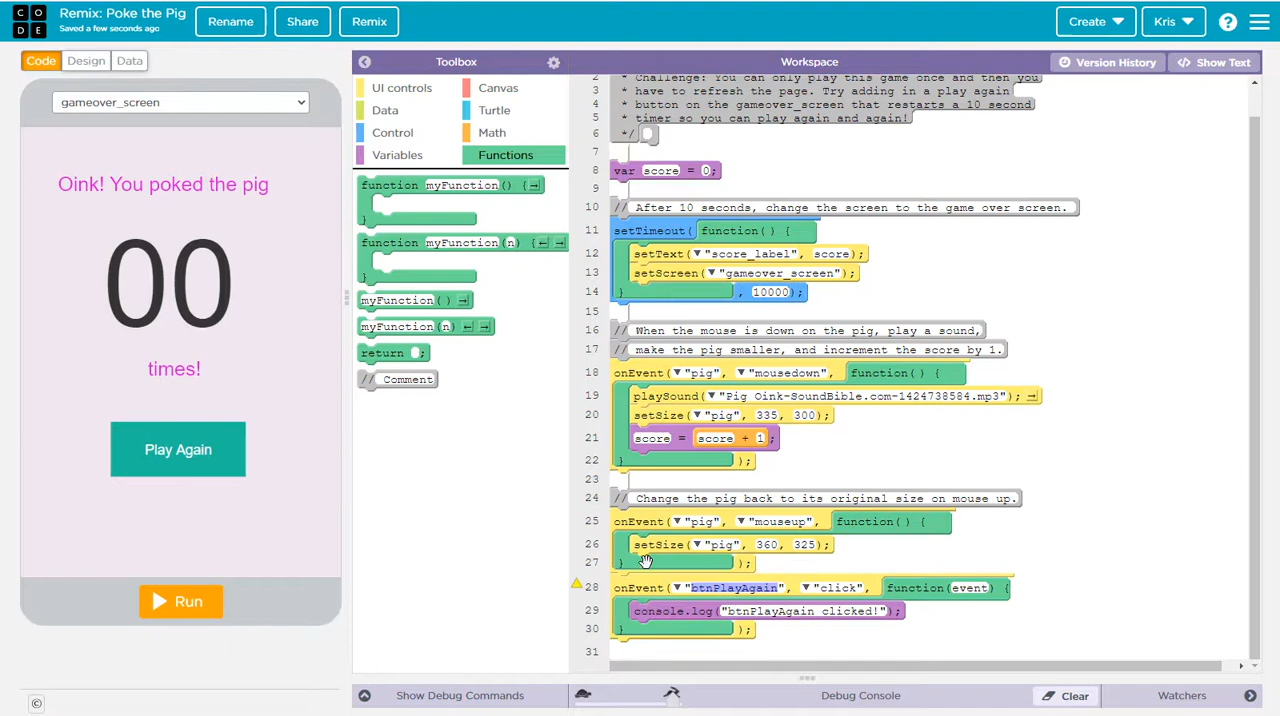 CODE
Remix: Poke the Pig
Saved a few seconds ago
Rename
Share
Remix
Create
Kris
?
Code
Design
Data
Toolbox
Workspace
Version History
</> Show Text
gameover_screen
Oink! You poked the pig
00
times!
Play Again
Run
©
UI controls
Canvas
Data
Turtle
Control
Math
Variables
Functions
function myFunction() {
}
function myFunction(n) {
}
myFunction()
myFunction(n)
return ;
// Comment
2 * Challenge: You can only play this game once and then you
3 * have to refresh the page. Try adding in a play again
4 * button on the gameover_screen that restarts a 10 second
5 * timer so you can play again and again!
6 */
7
8 var score = 0;
9
10 // After 10 seconds, change the screen to the game over screen.
11 setTimeout( function() {
12 setText( "score_label", score);
13 setScreen( "gameover_screen");
14 } , 10000);
15
16 // When the mouse is down on the pig, play a sound,
17 // make the pig smaller, and increment the score by 1.
18 onEvent( "pig", "mousedown", function() {
19 playSound( "Pig_Oink-SoundBible.com-1424738584.mp3");
20 setSize( "pig", 335, 300);
21 score = score + 1;
22 } );
23
24 // Change the pig back to its original size on mouse up.
25 onEvent( "pig", "mouseup", function() {
26 setSize( "pig", 360, 325);
27 } );
28 onEvent( "btnPlayAgain", "click", function(event) {
29 console.log("btnPlayAgain clicked!");
30 } );
31
Show Debug Commands
Debug Console
Clear
Watchers